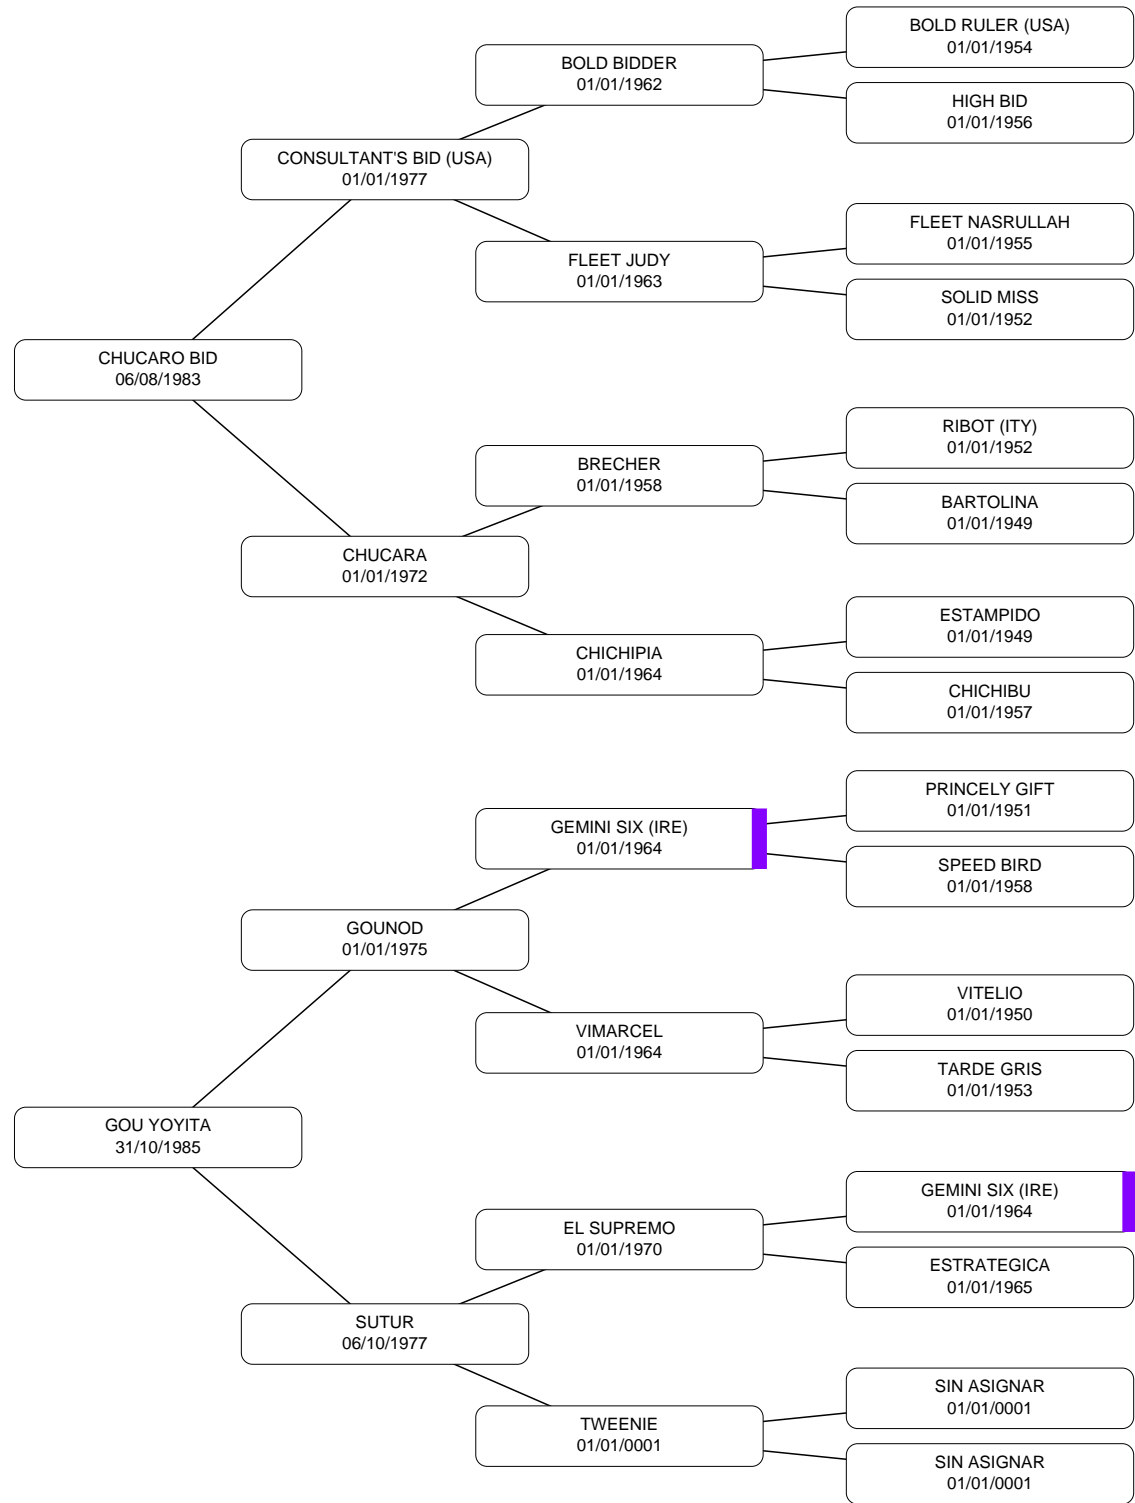 BOLD RULER (USA)
01/01/1954
BOLD BIDDER
01/01/1962
HIGH BID
01/01/1956
CONSULTANT'S BID (USA)
01/01/1977
FLEET NASRULLAH
01/01/1955
FLEET JUDY
01/01/1963
SOLID MISS
01/01/1952
CHUCARO BID
06/08/1983
RIBOT (ITY)
01/01/1952
BRECHER
01/01/1958
BARTOLINA
01/01/1949
CHUCARA
01/01/1972
ESTAMPIDO
01/01/1949
CHICHIPIA
01/01/1964
CHICHIBU
01/01/1957
PRINCELY GIFT
01/01/1951
GEMINI SIX (IRE)
01/01/1964
SPEED BIRD
01/01/1958
GOUNOD
01/01/1975
VITELIO
01/01/1950
VIMARCEL
01/01/1964
TARDE GRIS
01/01/1953
GOU YOYITA
31/10/1985
GEMINI SIX (IRE)
01/01/1964
EL SUPREMO
01/01/1970
ESTRATEGICA
01/01/1965
SUTUR
06/10/1977
SIN ASIGNAR
01/01/0001
TWEENIE
01/01/0001
SIN ASIGNAR
01/01/0001